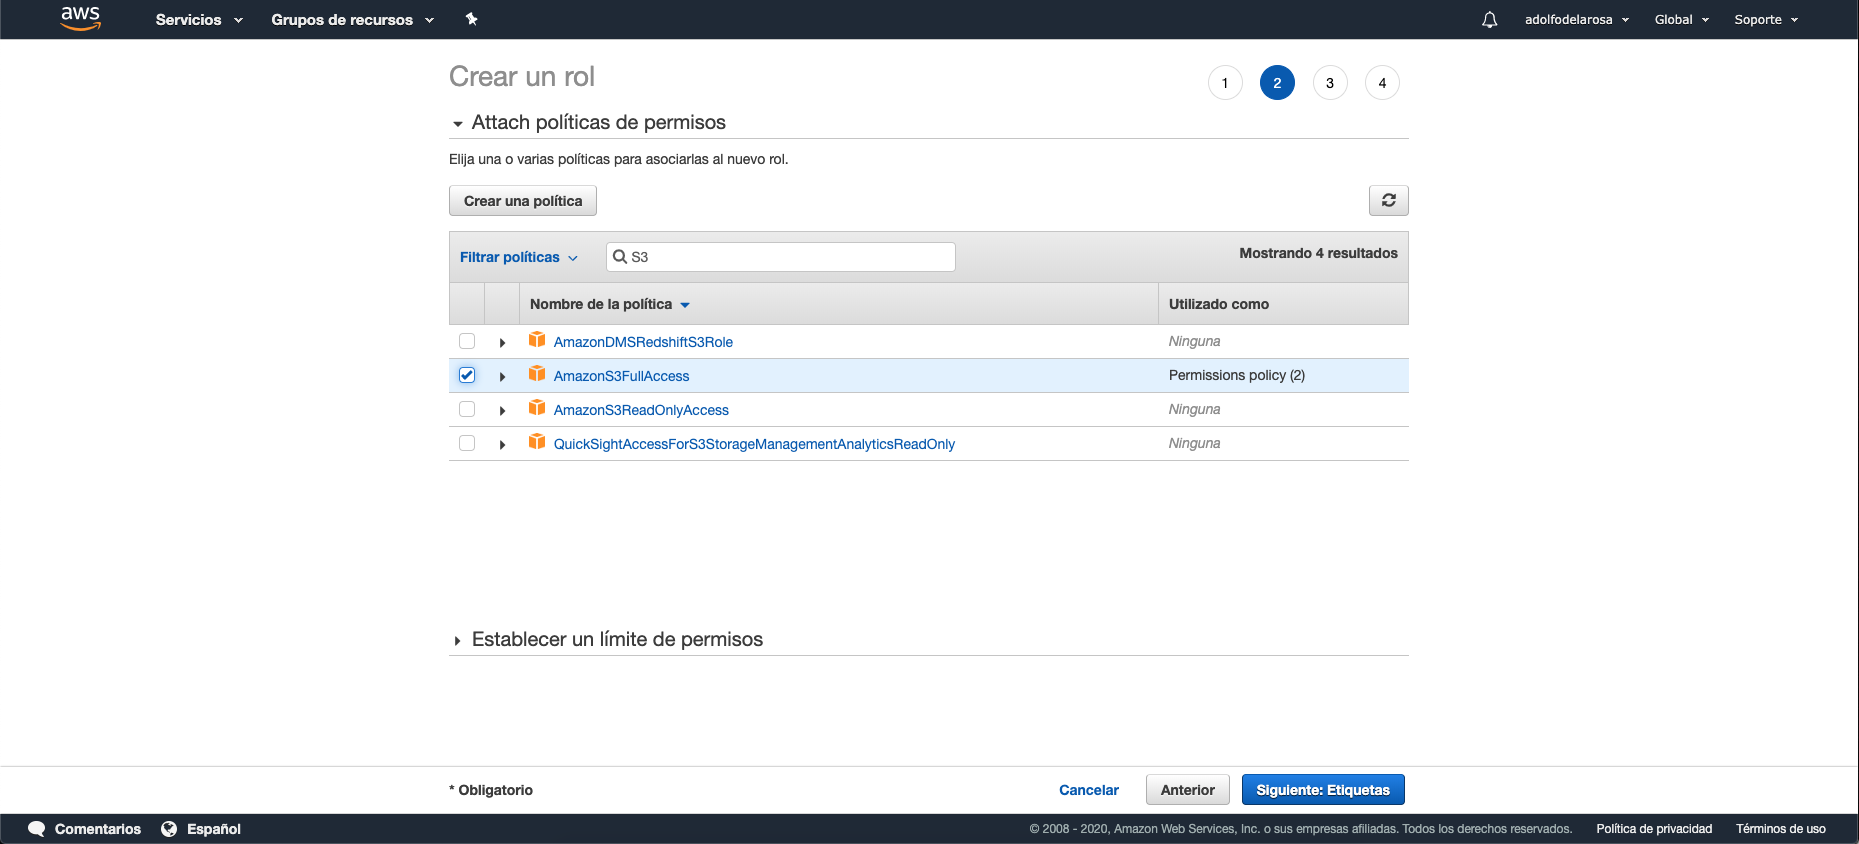 aws Servicios Grupos de recursos adolfodelarosa Global Soporte
Crear un rol 1 2 3 4
Attach políticas de permisos
Elija una o varias políticas para asociarlas al nuevo rol.
Crear una política
Filtrar políticas S3 Mostrando 4 resultados
Nombre de la política Utilizado como
AmazonDMSRedshiftS3Role Ninguna
AmazonS3FullAccess Permissions policy (2)
AmazonS3ReadOnlyAccess Ninguna
QuickSightAccessForS3StorageManagementAnalyticsReadOnly Ninguna
Establecer un límite de permisos
* Obligatorio Cancelar Anterior Siguiente: Etiquetas
Comentarios Español © 2008 - 2020, Amazon Web Services, Inc. o sus empresas afiliadas. Todos los derechos reservados. Política de privacidad Términos de uso